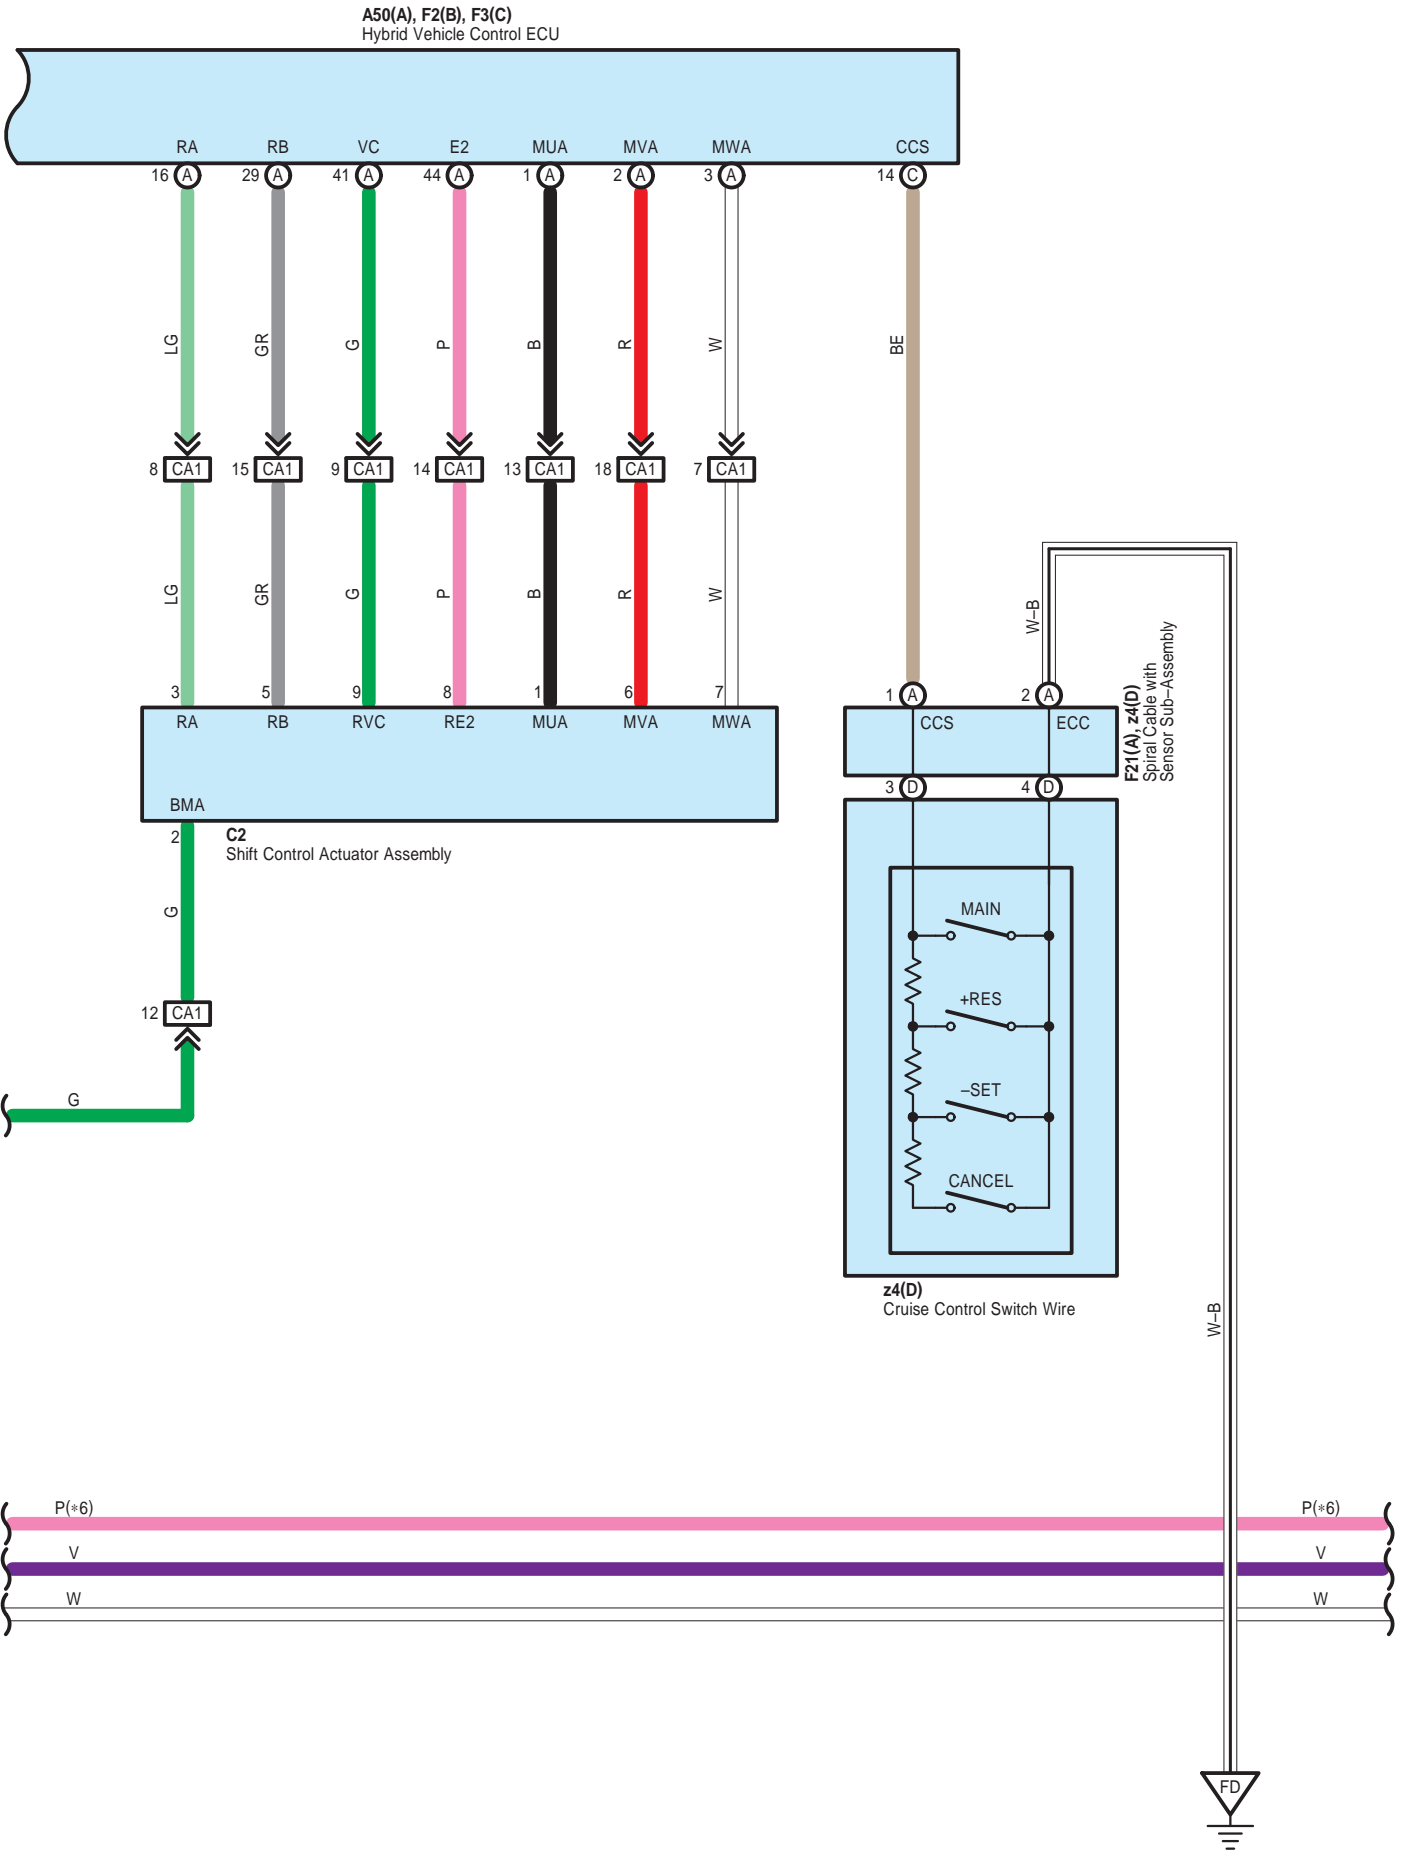 A50(A), F2(B), F3(C)
Hybrid Vehicle Control ECU
RA RB VC E2 MUA MVA MWA CCS
16 A 29 A 41 A 44 A 1 A 2 A 3 A 14 C
LG GR G P B R W BE
8 CA1 15 CA1 9 CA1 14 CA1 13 CA1 18 CA1 7 CA1
LG GR G P B R W W–B
3 5 9 8 1 6 7 1 A 2 A
RA RB RVC RE2 MUA MVA MWA CCS ECC
F21(A), z4(D)
Spiral Cable with
Sensor Sub–Assembly
3 D 4 D
BMA
2
C2
Shift Control Actuator Assembly
G
12 CA1
G
MAIN
+RES
–SET
CANCEL
z4(D)
Cruise Control Switch Wire
W–B
P(∗6) P(∗6)
V V
W W
FD